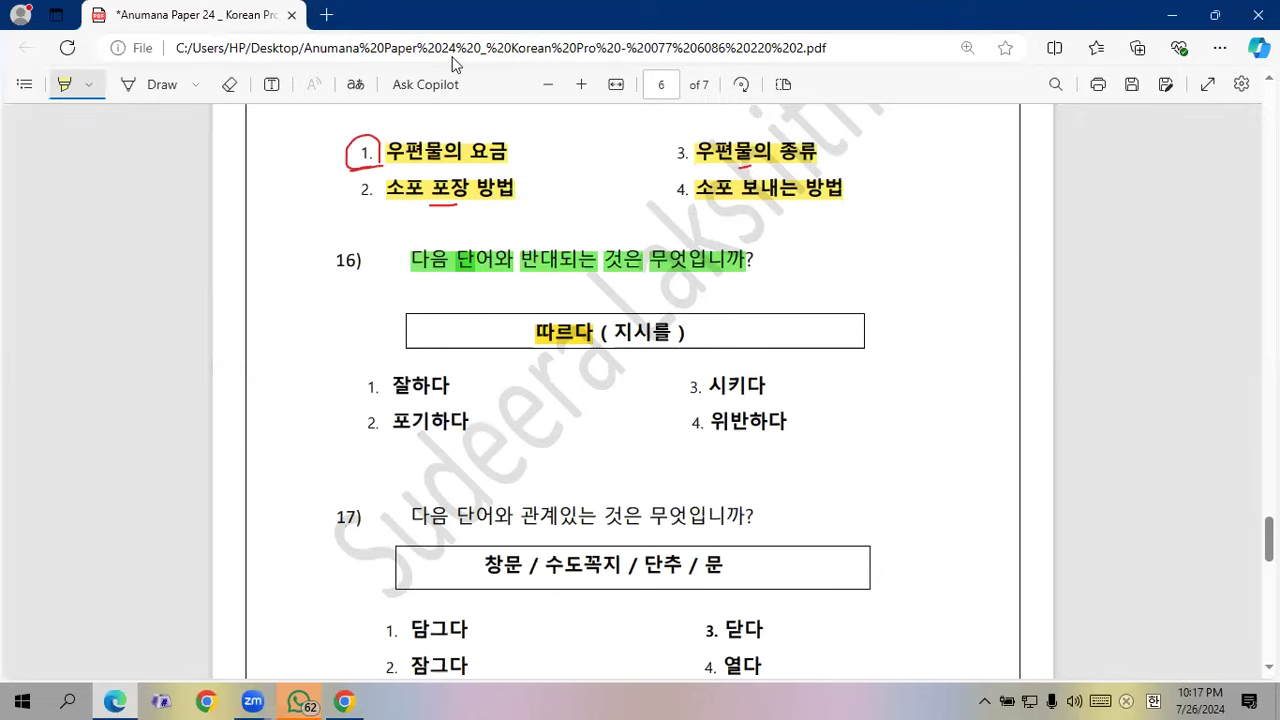 *Anumana Paper 24 _ Korean Pro
File C:/Users/HP/Desktop/Anumana%20Paper%2024%20_%20Korean%20Pro%20-%20077%206086%20220%202.pdf
Draw aあ Ask Copilot 6 of 7
1. 우편물의 요금 3. 우편물의 종류
2. 소포 포장 방법 4. 소포 보내는 방법
16) 다음 단어와 반대되는 것은 무엇입니까?
따르다 ( 지시를 )
1. 잘하다 3. 시키다
2. 포기하다 4. 위반하다
17) 다음 단어와 관계있는 것은 무엇입니까?
창문 / 수도꼭지 / 단추 / 문
1. 담그다 3. 닫다
2. 잠그다 4. 열다
Sudeera Lakshith
zm 62 한 10:17 PM
7/26/2024